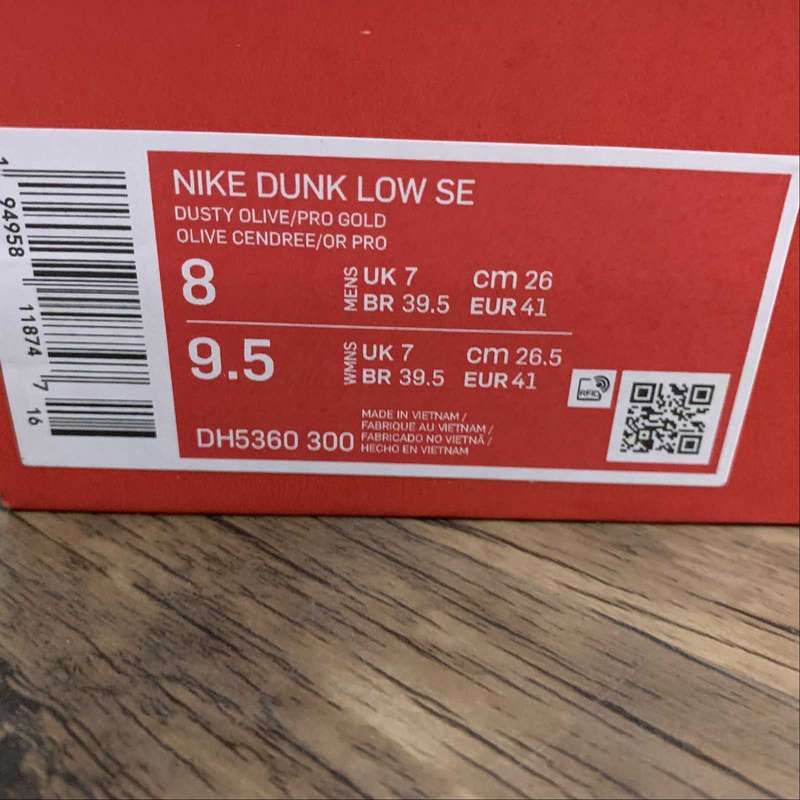 1 94958 11874 7 16
NIKE DUNK LOW SE
DUSTY OLIVE/PRO GOLD
OLIVE CENDREE/OR PRO
8 MENS UK 7 cm 26
BR 39.5 EUR 41
9.5 WMNS UK 7 cm 26.5
BR 39.5 EUR 41
RFID
DH5360 300
MADE IN VIETNAM /
FABRIQUE AU VIETNAM /
FABRICADO NO VIETNÃ /
HECHO EN VIETNAM